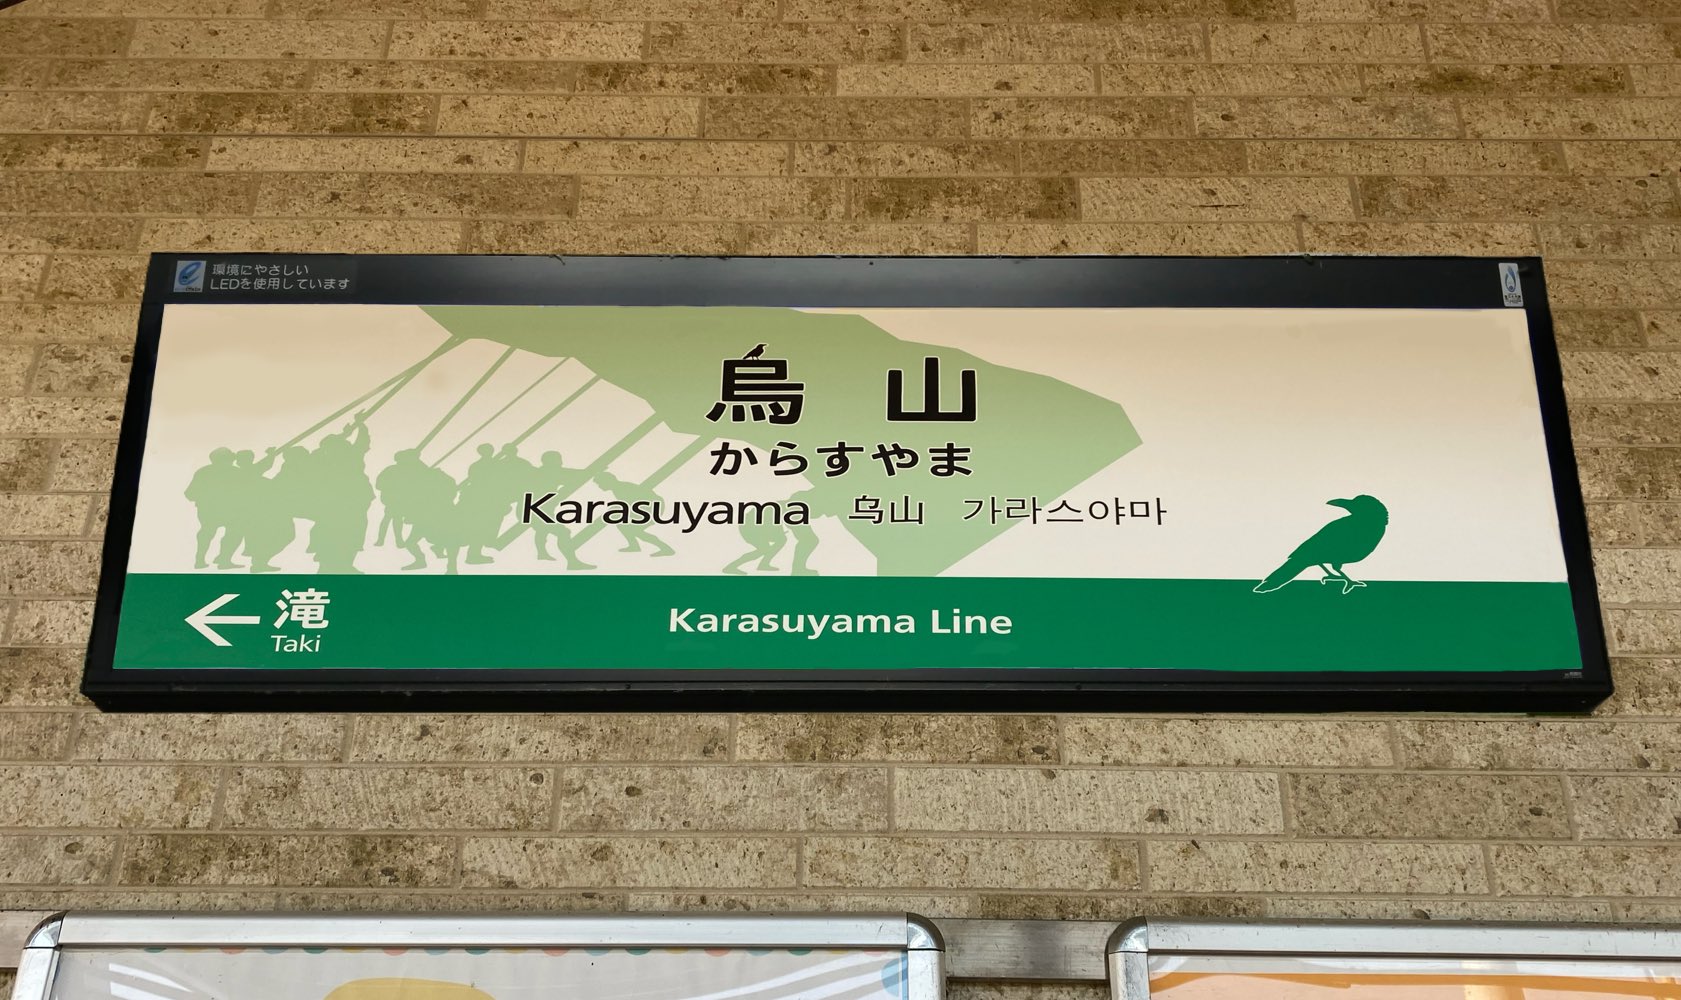 環境にやさしい
LEDを使用しています
烏山
からすやま
Karasuyama 乌山 가라스야마
← 滝
Taki
Karasuyama Line